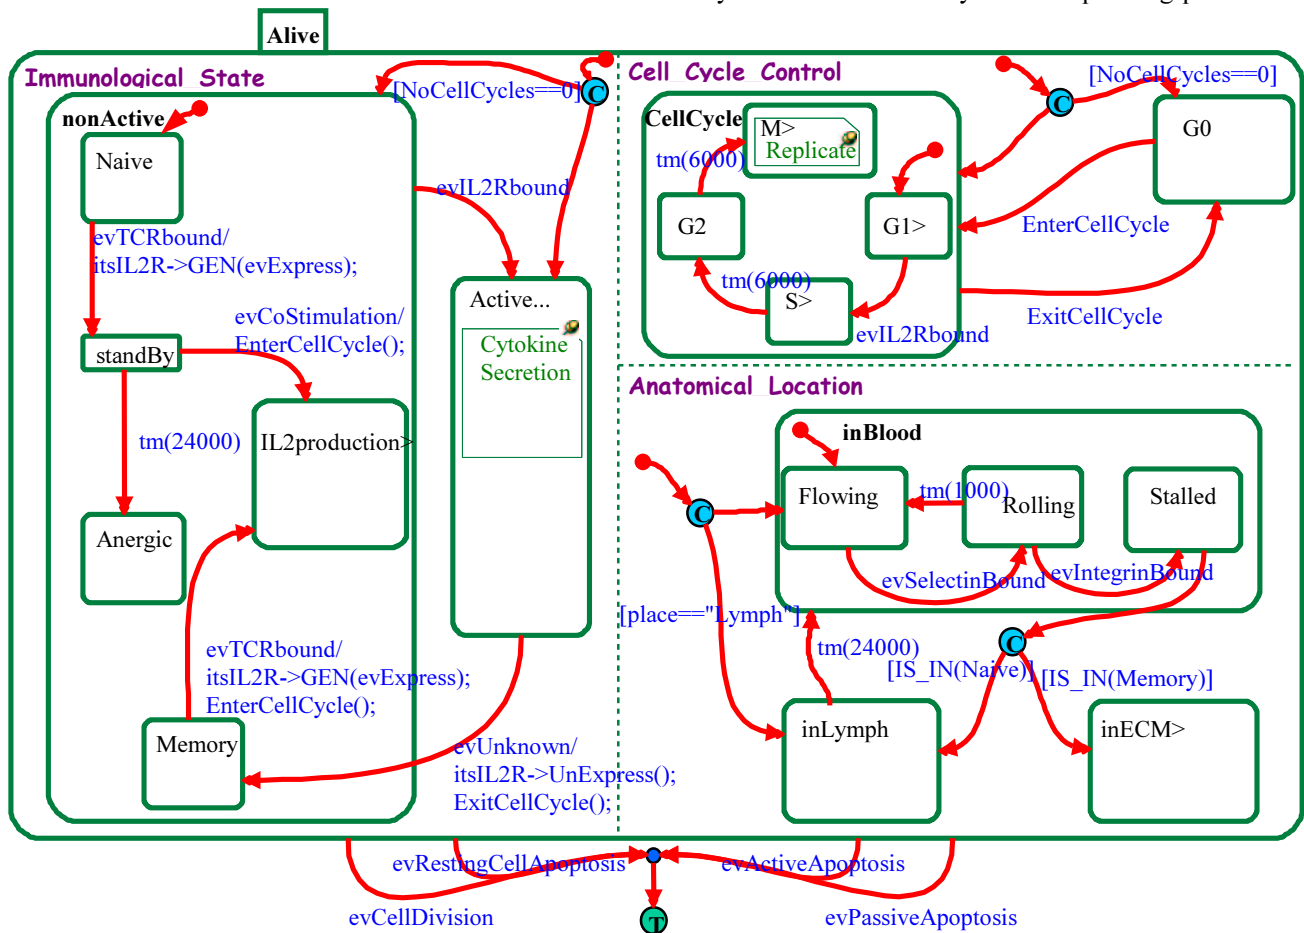 Alive
Immunological State
[NoCellCycles==0]
C
nonActive
Naive
evIL2Rbound
evTCRbound/
itsIL2R->GEN(evExpress);
evCoStimulation/
EnterCellCycle();
standBy
tm(24000)
IL2production>
Anergic
Active...
Cytokine
Secretion
evTCRbound/
itsIL2R->GEN(evExpress);
EnterCellCycle();
Memory
evUnknown/
itsIL2R->UnExpress();
ExitCellCycle();
Cell Cycle Control
[NoCellCycles==0]
C
CellCycle
M>
Replicate
G0
tm(6000)
G2
G1>
EnterCellCycle
tm(6000)
S>
evIL2Rbound
ExitCellCycle
Anatomical Location
inBlood
Flowing
tm(1000)
Rolling
Stalled
C
evSelectinBound
evIntegrinBound
[place=="Lymph"]
C
tm(24000)
[IS_IN(Naive)]
[IS_IN(Memory)]
inLymph
inECM>
evRestingCellApoptosis
evActiveApoptosis
evCellDivision
T
evPassiveApoptosis